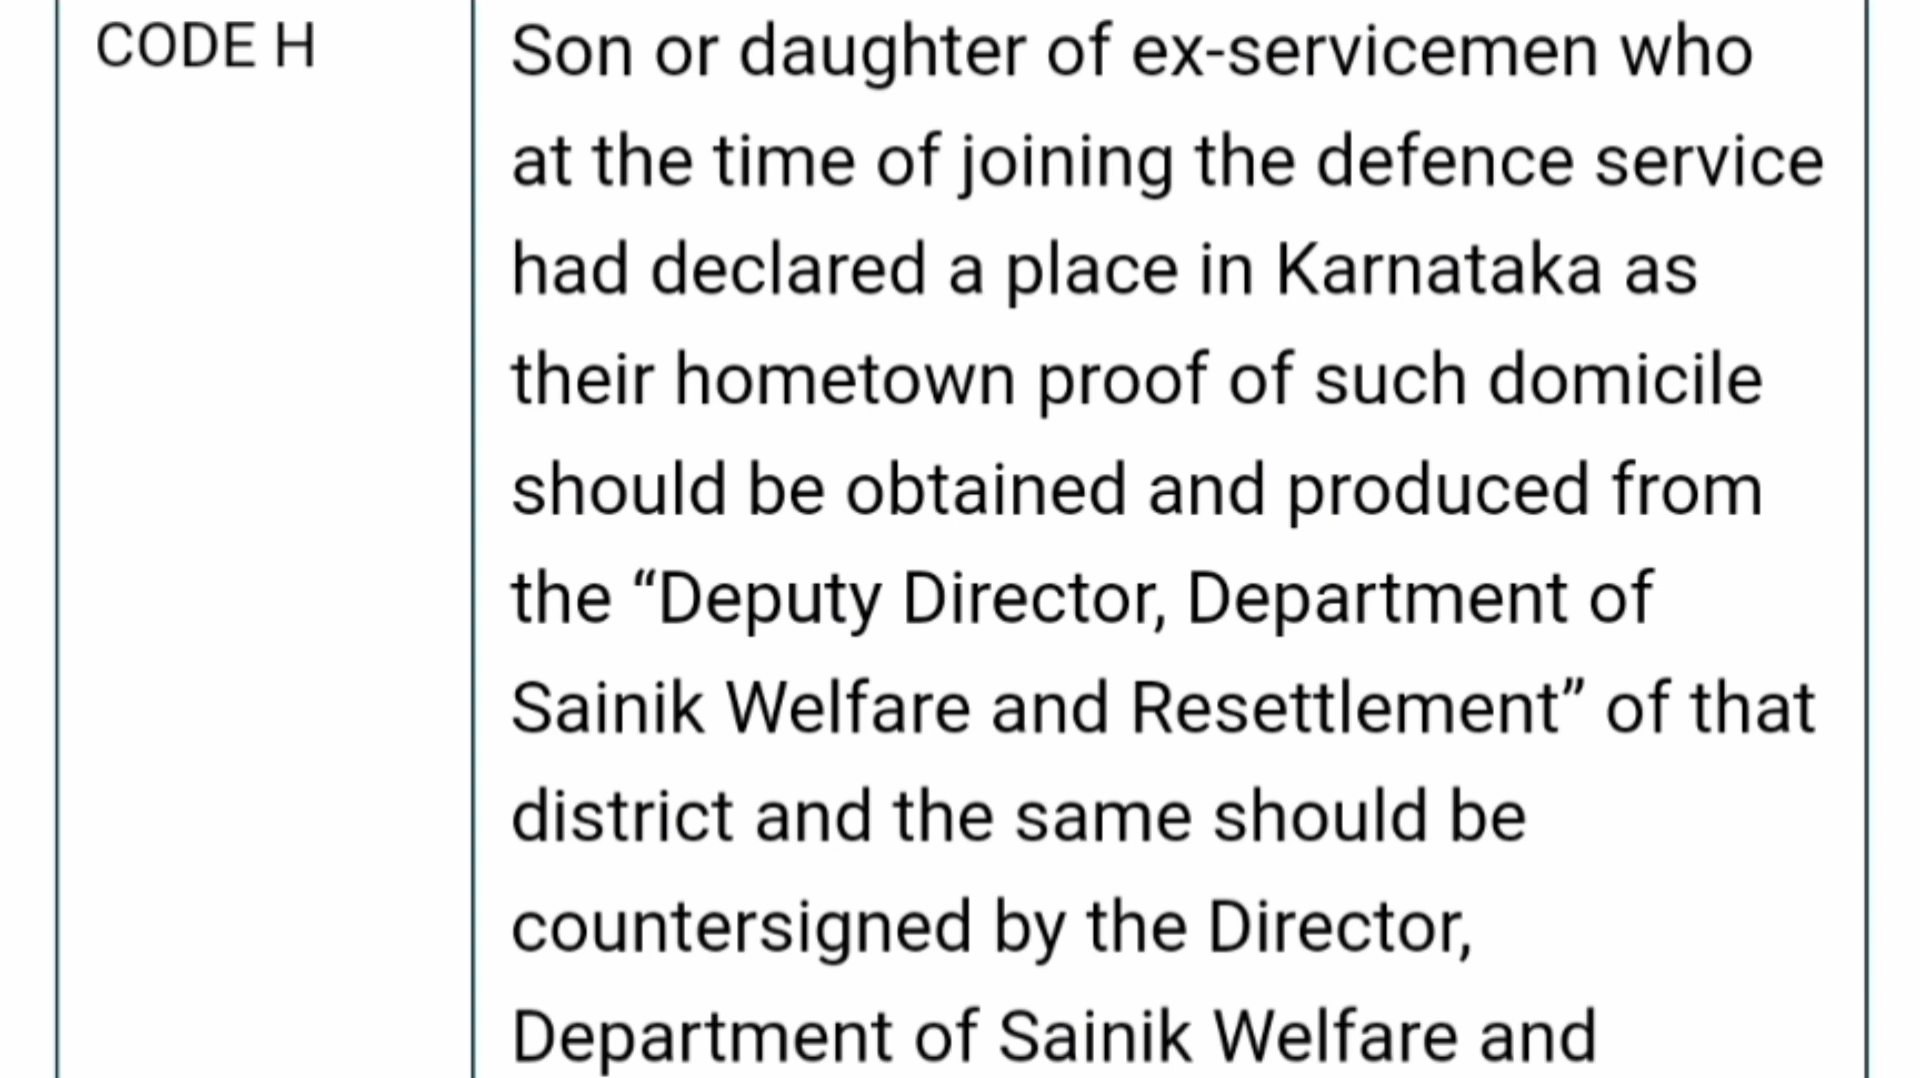 CODE H
Son or daughter of ex-servicemen who
at the time of joining the defence service
had declared a place in Karnataka as
their hometown proof of such domicile
should be obtained and produced from
the “Deputy Director, Department of
Sainik Welfare and Resettlement” of that
district and the same should be
countersigned by the Director,
Department of Sainik Welfare and